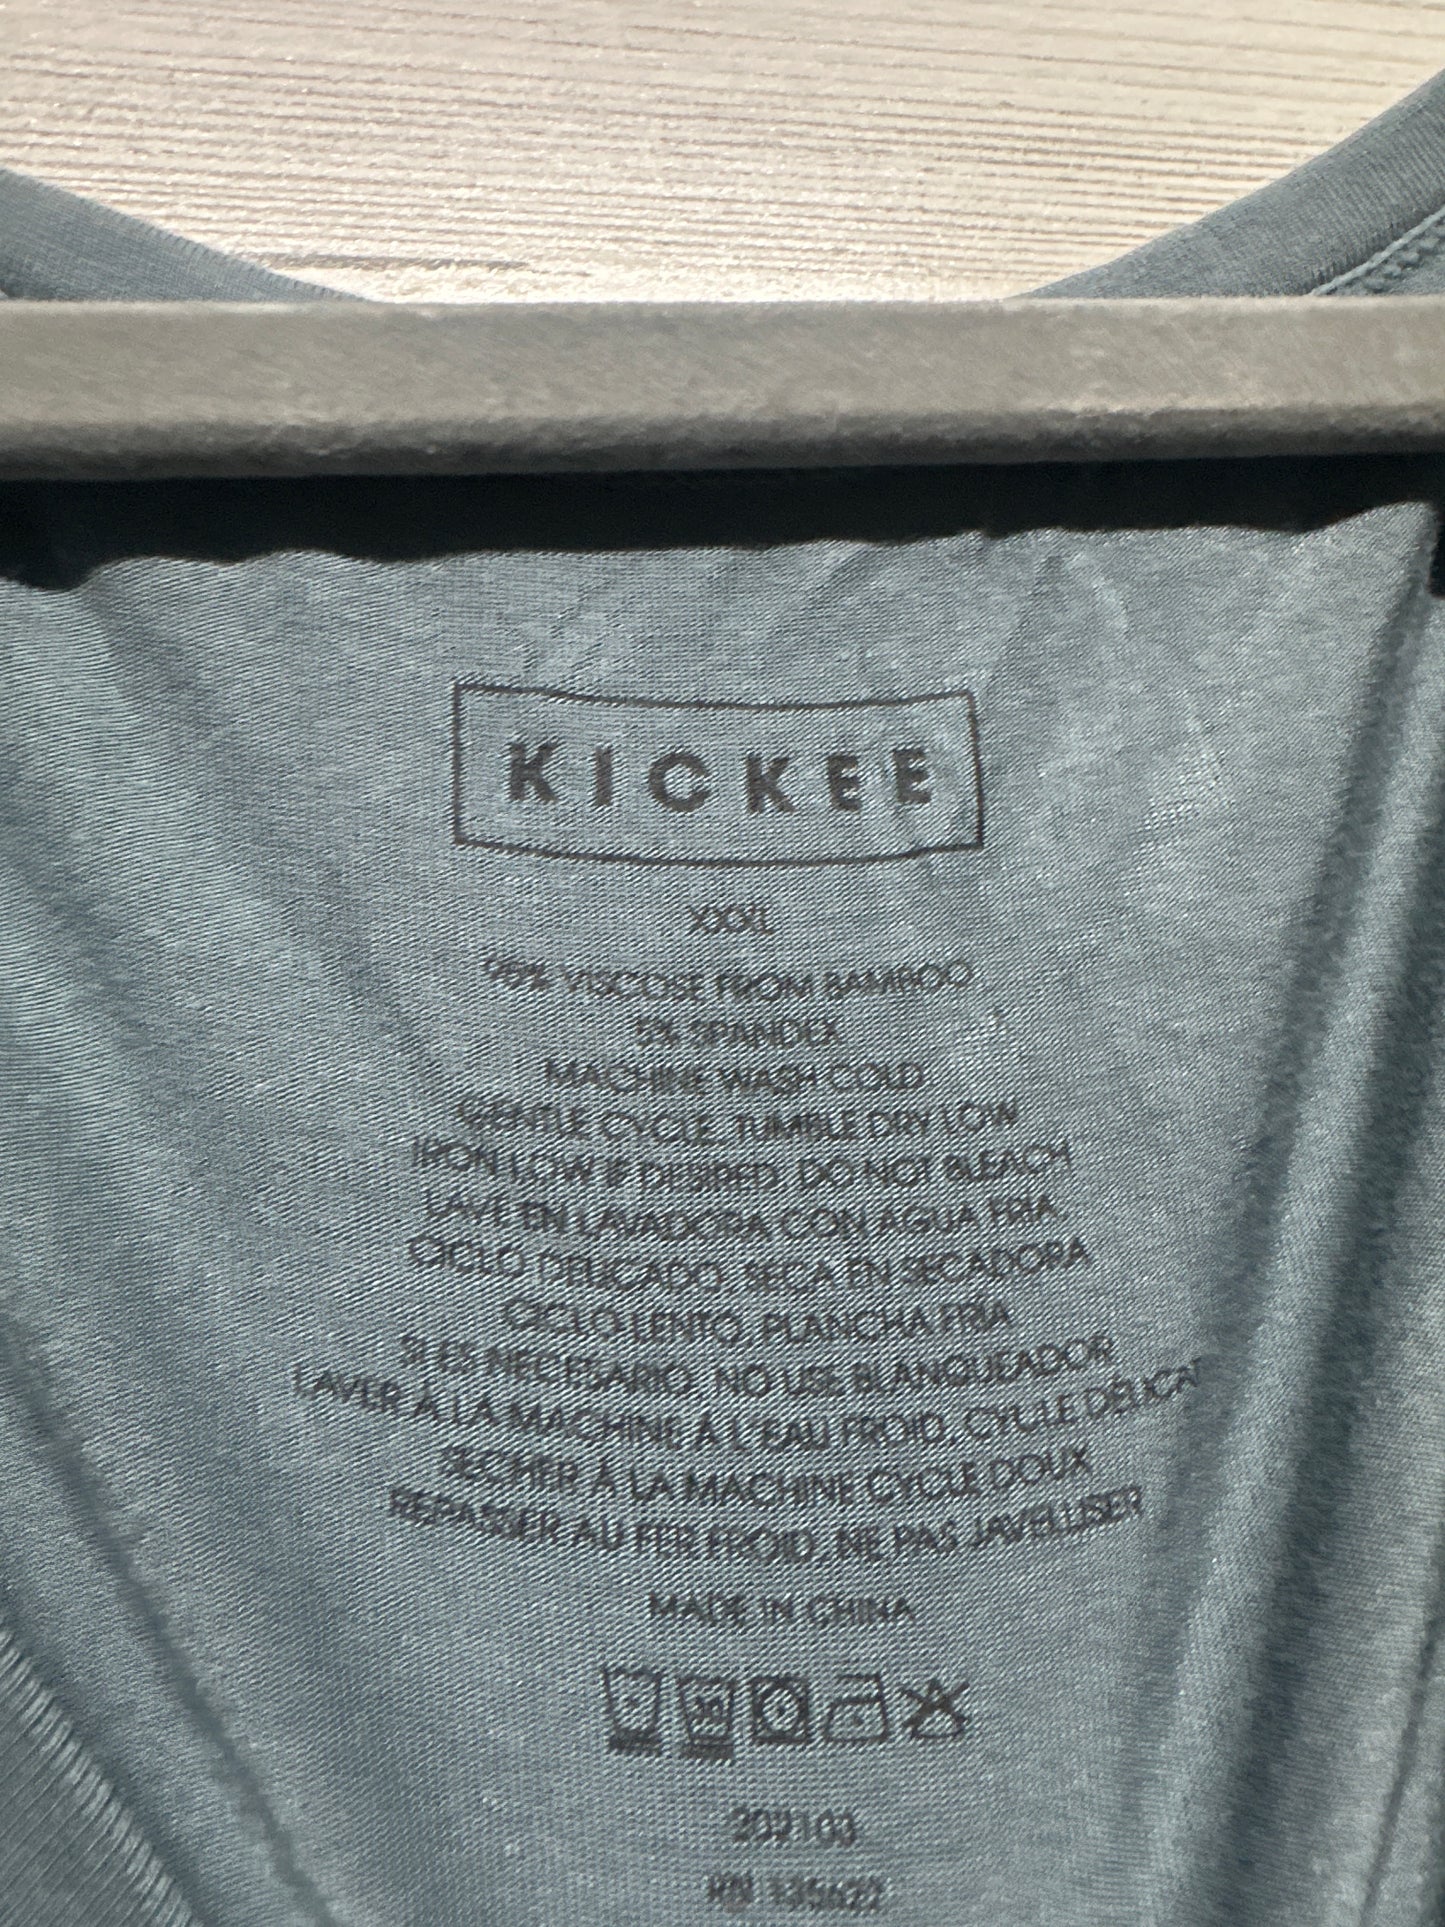 KICKEE
XXXL
95% VISCOSE FROM BAMBOO
5% SPANDEX
MACHINE WASH COLD
GENTLE CYCLE, TUMBLE DRY LOW
IRON LOW IF DESIRED, DO NOT BLEACH
LAVE EN LAVADORA CON AGUA FRIA,
CICLO DELICADO, SECA EN SECADORA
CICLO LENTO, PLANCHA FRIA
SI ES NECESARIO, NO USE BLANQUEADOR
LAVER À LA MACHINE À L'EAU FROID, CYCLE DÉLICAT
SÉCHER À LA MACHINE CYCLE DOUX
REPASSER AU FER FROID, NE PAS JAVELLISER
MADE IN CHINA
30
RN 135622